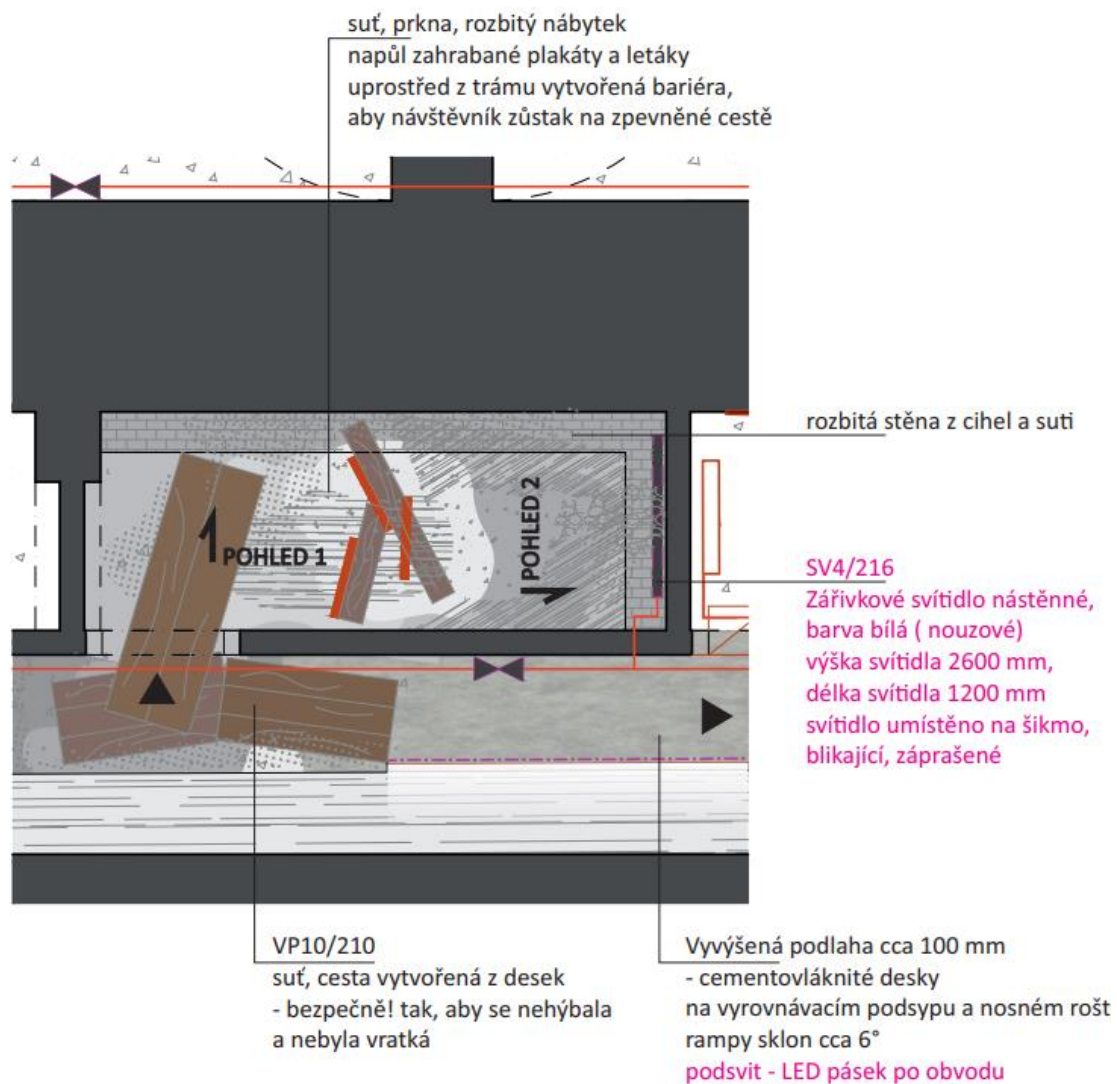 suť, prkna, rozbitý nábytek
napůl zahrabané plakáty a letáky
uprostřed z trámu vytvořená bariéra,
aby návštěvník zůstak na zpevněné cestě
rozbitá stěna z cihel a suti
POHLED 1
POHLED 2
SV4/216
Zářivkové svítidlo nástěnné,
barva bílá ( nouzové)
výška svítidla 2600 mm,
délka svítidla 1200 mm
svítidlo umístěno na šikmo,
blikající, záprašené
VP10/210
suť, cesta vytvořená z desek
- bezpečně! tak, aby se nehýbala
a nebyla vratká
Vyvýšená podlaha cca 100 mm
- cementovláknité desky
na vyrovnávacím podsypu a nosném rošt
rampy sklon cca 6°
podsvit - LED pásek po obvodu